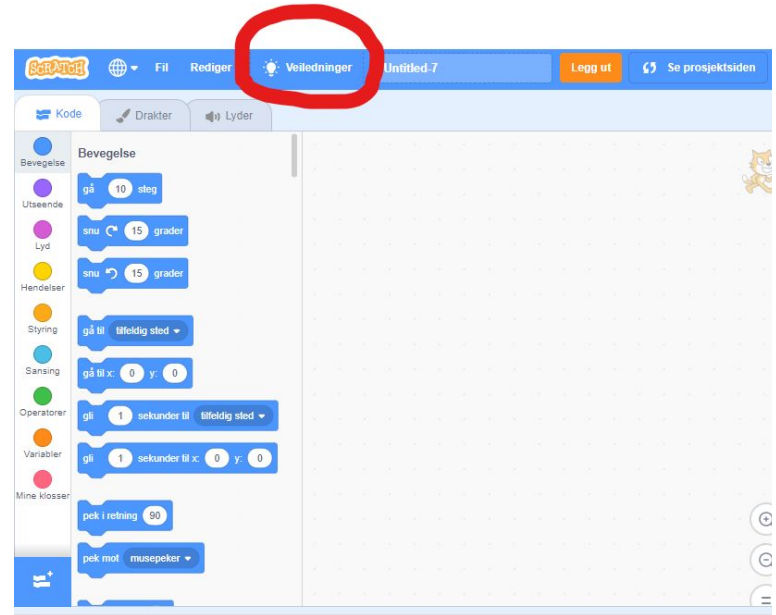 SCRATCH Fil Rediger Veiledninger Untitled-7 Legg ut Se prosjektsiden
Kode Drakter Lyder
Bevegelse
Utseende
Lyd
Hendelser
Styring
Sansing
Operatorer
Variabler
Mine klosser
Bevegelse
gå 10 steg
snu 15 grader
snu 15 grader
gå til tilfeldig sted
gå til x: 0 y: 0
gli 1 sekunder til tilfeldig sted
gli 1 sekunder til x: 0 y: 0
pek i retning 90
pek mot musepeker